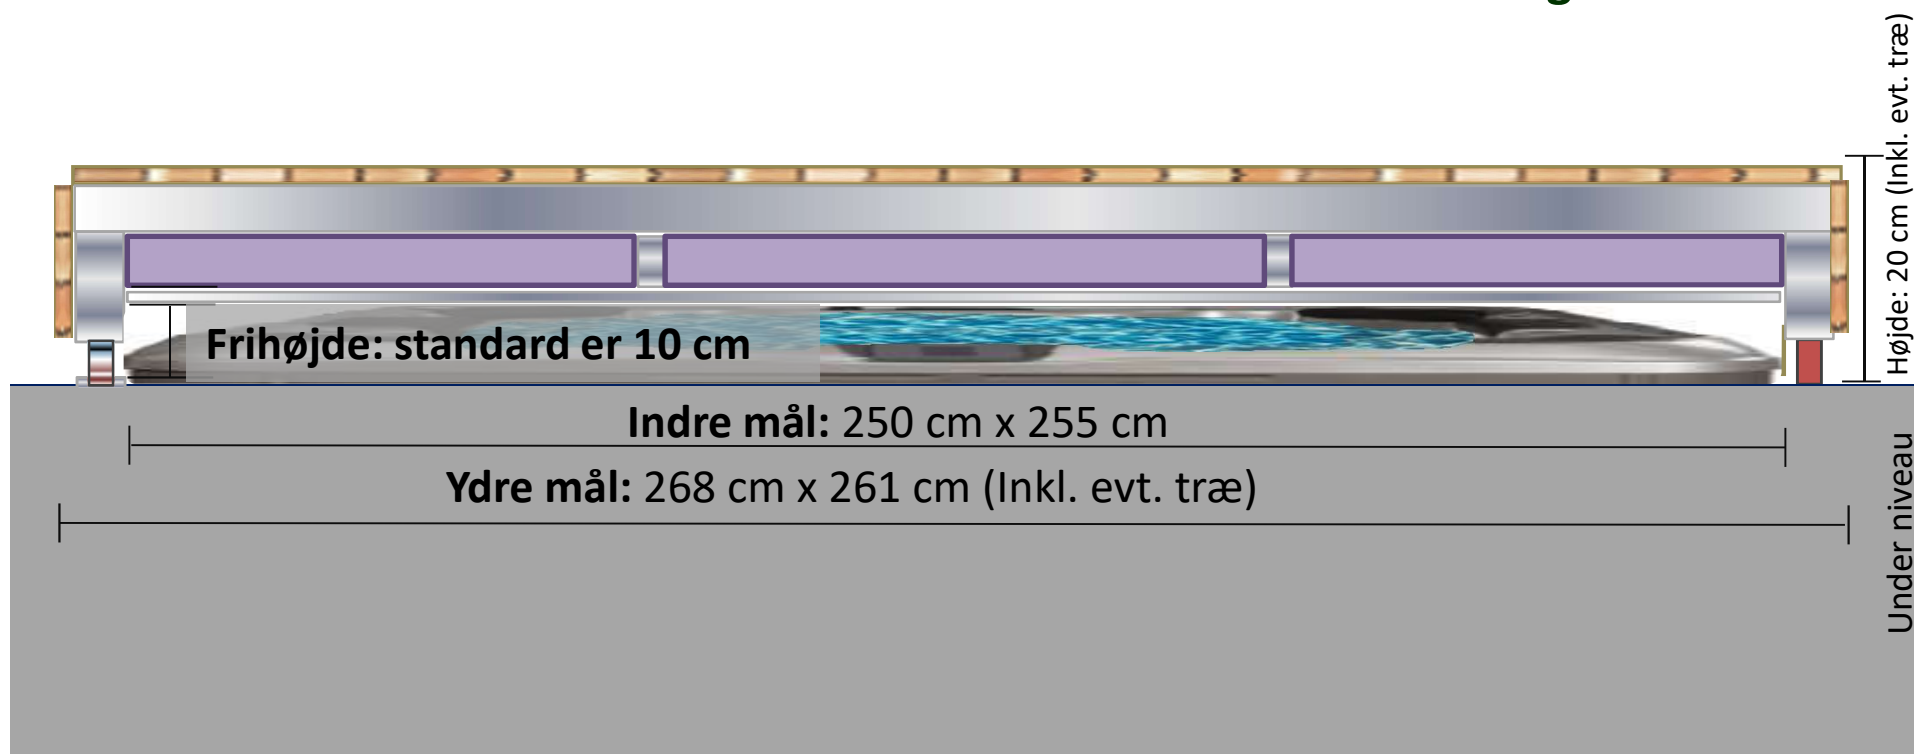 Højde: 20 cm (Inkl. evt. træ)
Frihøjde: standard er 10 cm
Indre mål: 250 cm x 255 cm
Ydre mål: 268 cm x 261 cm (Inkl. evt. træ)
Under niveau